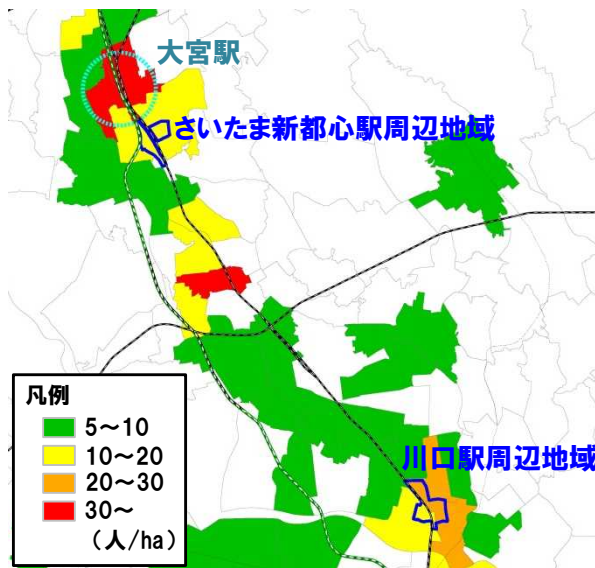 大宮駅
さいたま新都心駅周辺地域
川口駅周辺地域
凡例
5～10
10～20
20～30
30～
（人/ha）